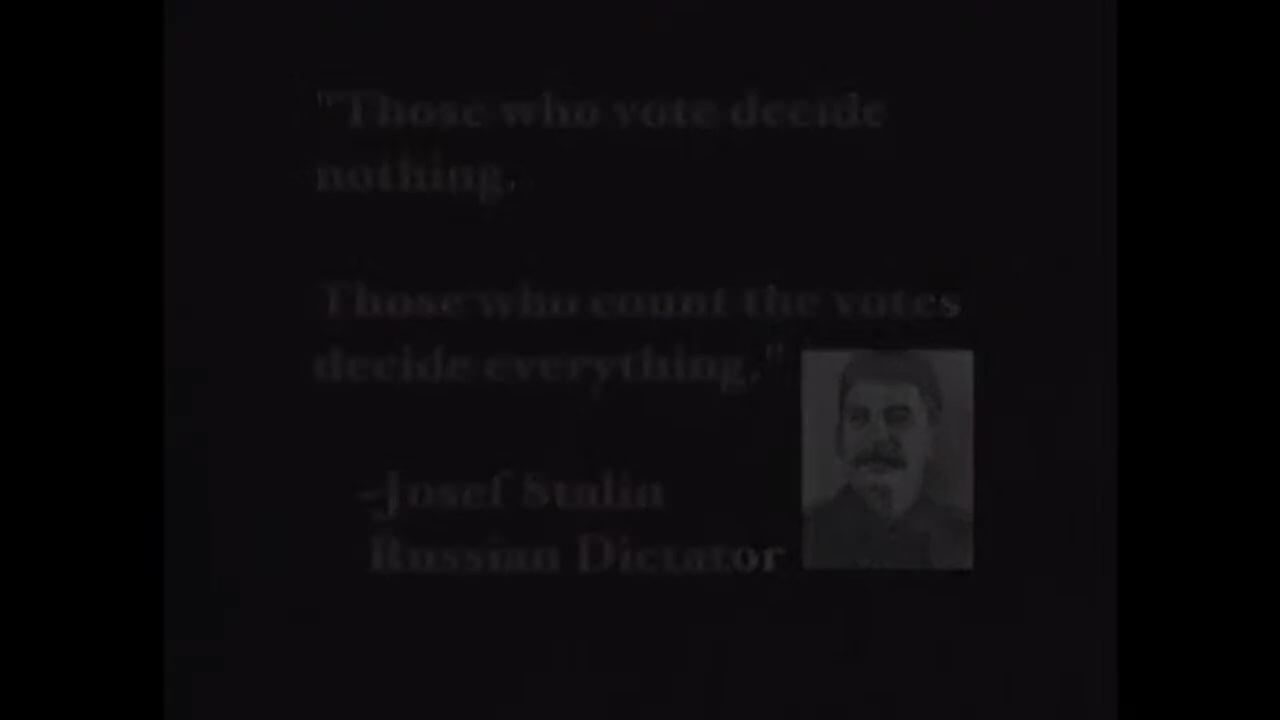 "Those who vote decide
nothing.
Those who count the votes
decide everything."
-Josef Stalin
Russian Dictator